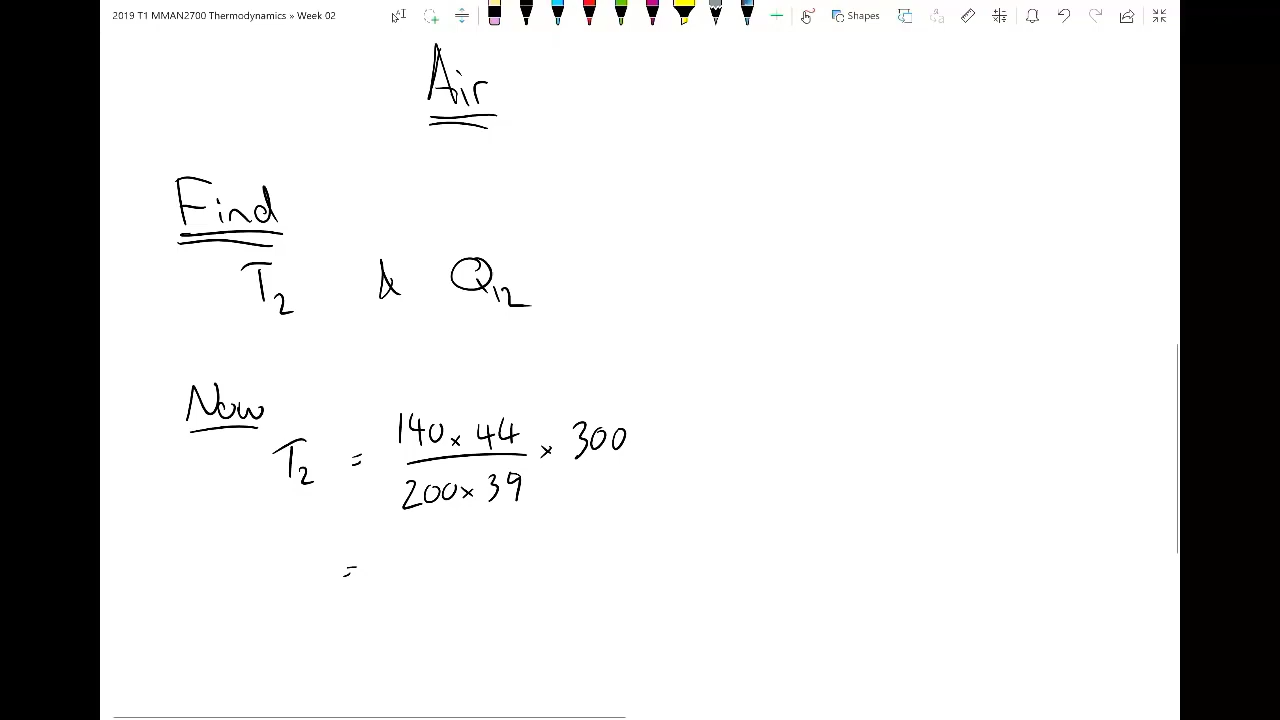 2019 T1 MMAN2700 Thermodynamics » Week 02
Shapes
Air
Find
T2 & Q12
Now
T2 = 140 × 44 / 200 × 39 × 300
=